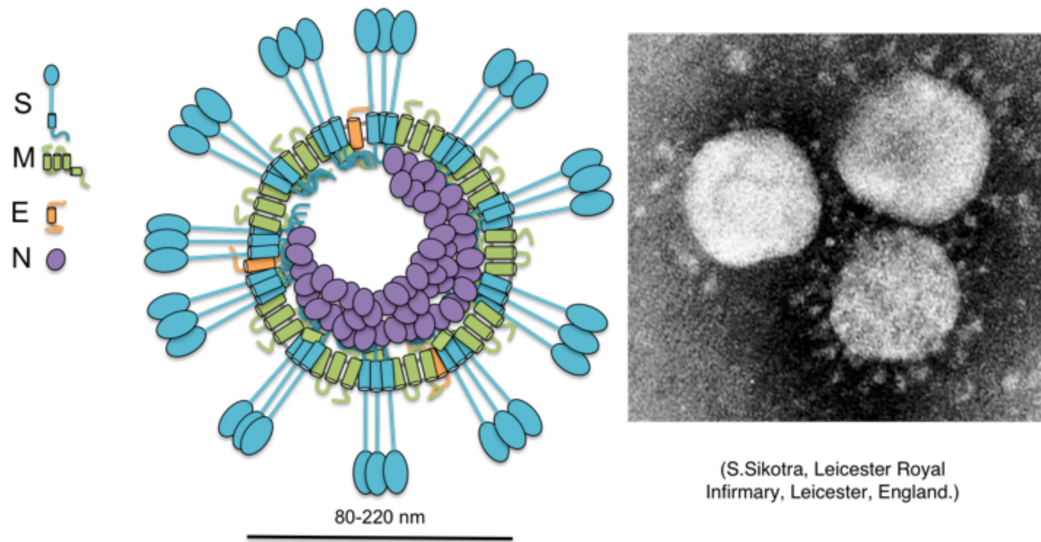 S
M
E
N
80-220 nm
(S.Sikotra, Leicester Royal
Infirmary, Leicester, England.)